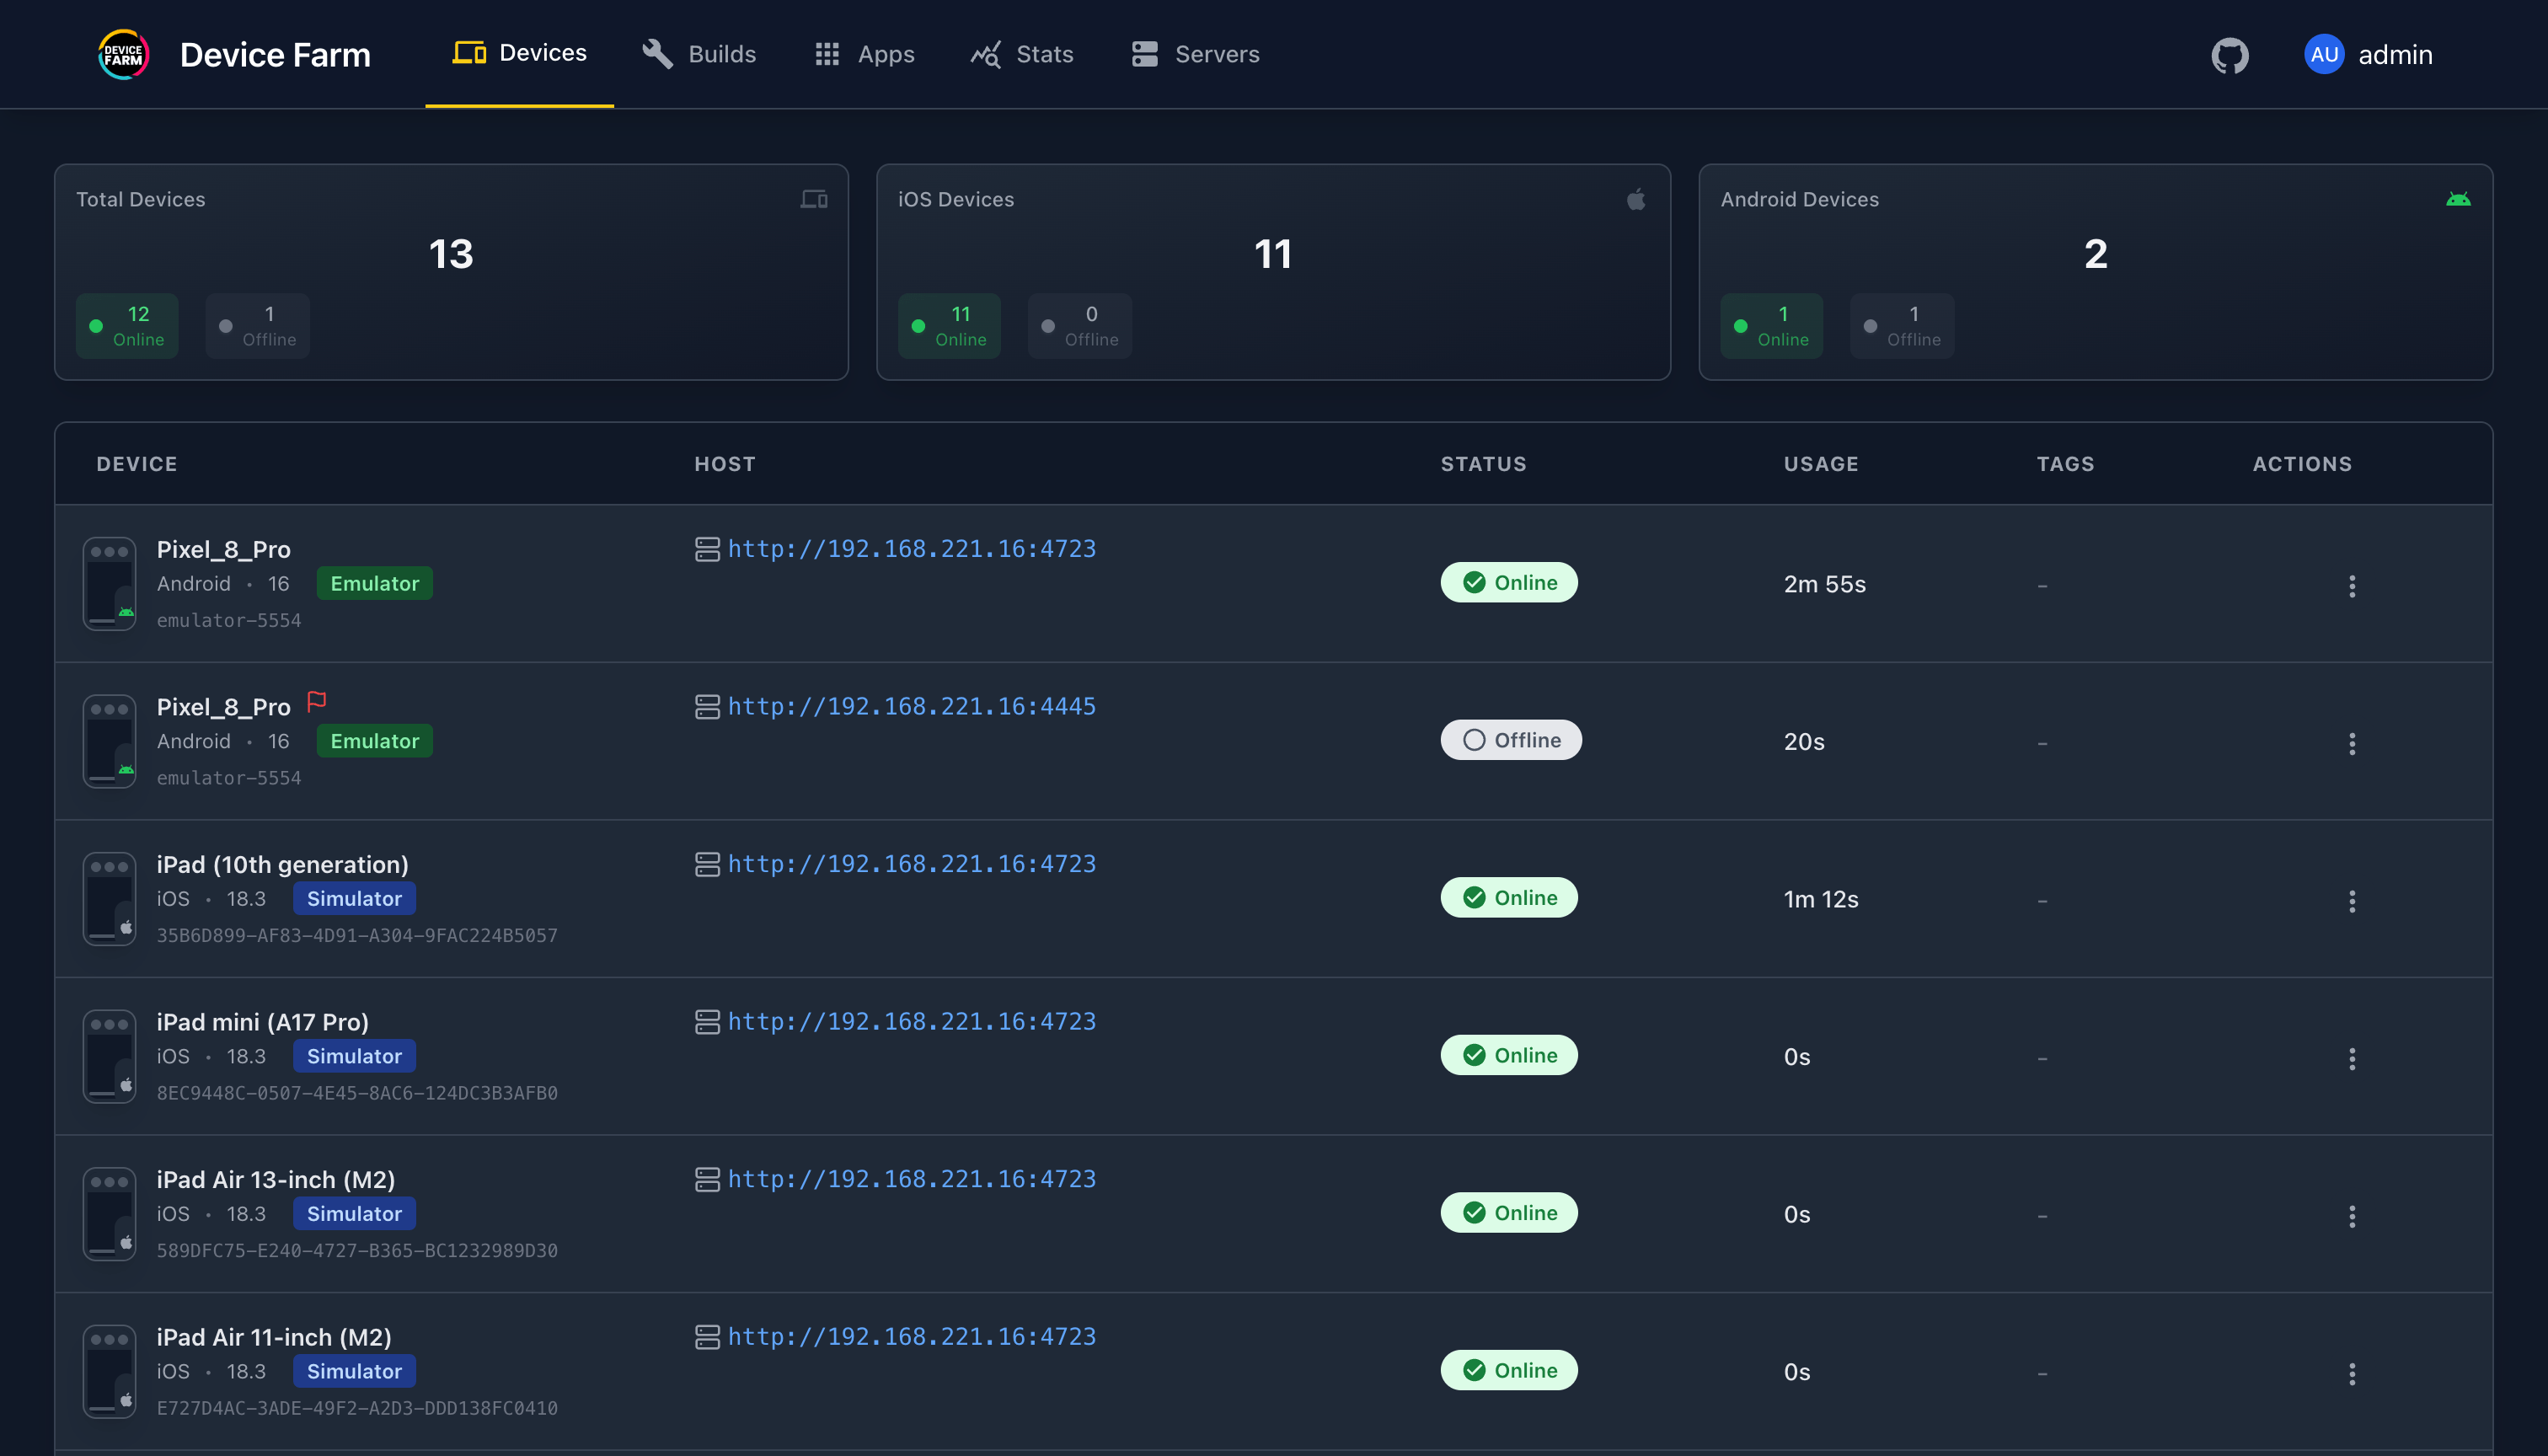 DEVICE FARM
Device Farm
Devices
Builds
Apps
Stats
Servers
AU
admin
Total Devices
13
12
Online
1
Offline
iOS Devices
11
11
Online
0
Offline
Android Devices
2
1
Online
1
Offline
DEVICE HOST STATUS USAGE TAGS ACTIONS
Pixel_8_Pro
Android • 16 Emulator
emulator-5554
http://192.168.221.16:4723
Online
2m 55s
-
Pixel_8_Pro
Android • 16 Emulator
emulator-5554
http://192.168.221.16:4445
Offline
20s
-
iPad (10th generation)
iOS • 18.3 Simulator
35B6D899-AF83-4D91-A304-9FAC224B5057
http://192.168.221.16:4723
Online
1m 12s
-
iPad mini (A17 Pro)
iOS • 18.3 Simulator
8EC9448C-0507-4E45-8AC6-124DC3B3AFB0
http://192.168.221.16:4723
Online
0s
-
iPad Air 13-inch (M2)
iOS • 18.3 Simulator
589DFC75-E240-4727-B365-BC1232989D30
http://192.168.221.16:4723
Online
0s
-
iPad Air 11-inch (M2)
iOS • 18.3 Simulator
E727D4AC-3ADE-49F2-A2D3-DDD138FC0410
http://192.168.221.16:4723
Online
0s
-